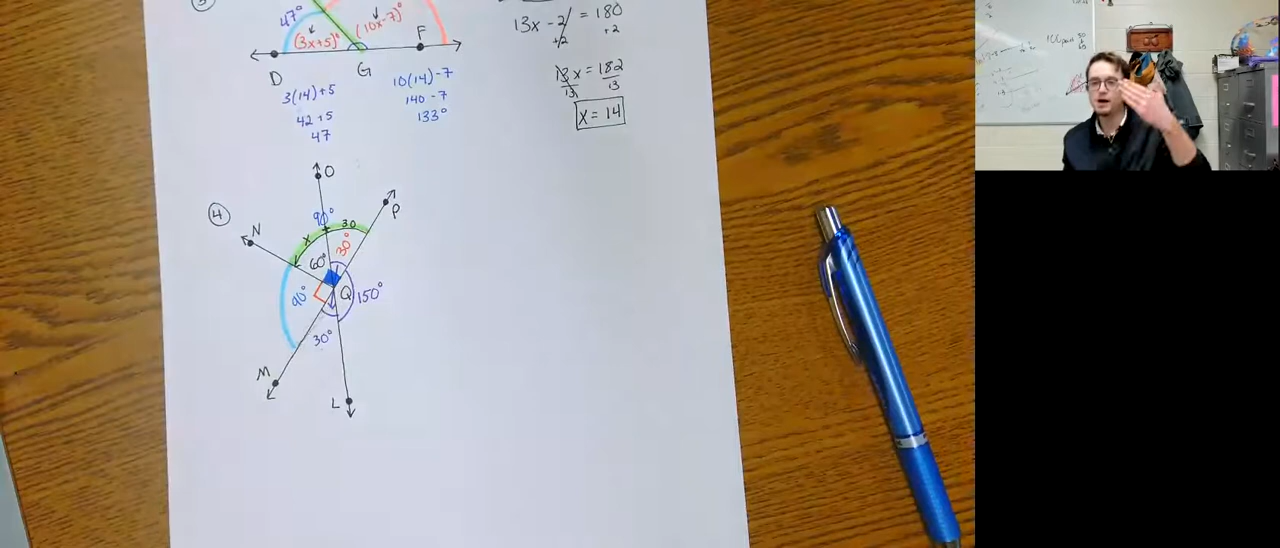 3
47°
(3x+5)°
(10x-7)°
F
D
G
13x - 2 = 180
+2 +2
13x = 182
13 13
x = 14
3(14)+5
42+5
47
10(14)-7
140-7
133°
4
O
P
N
90°
x
30
60°
30°
90°
Q
150°
30°
M
L